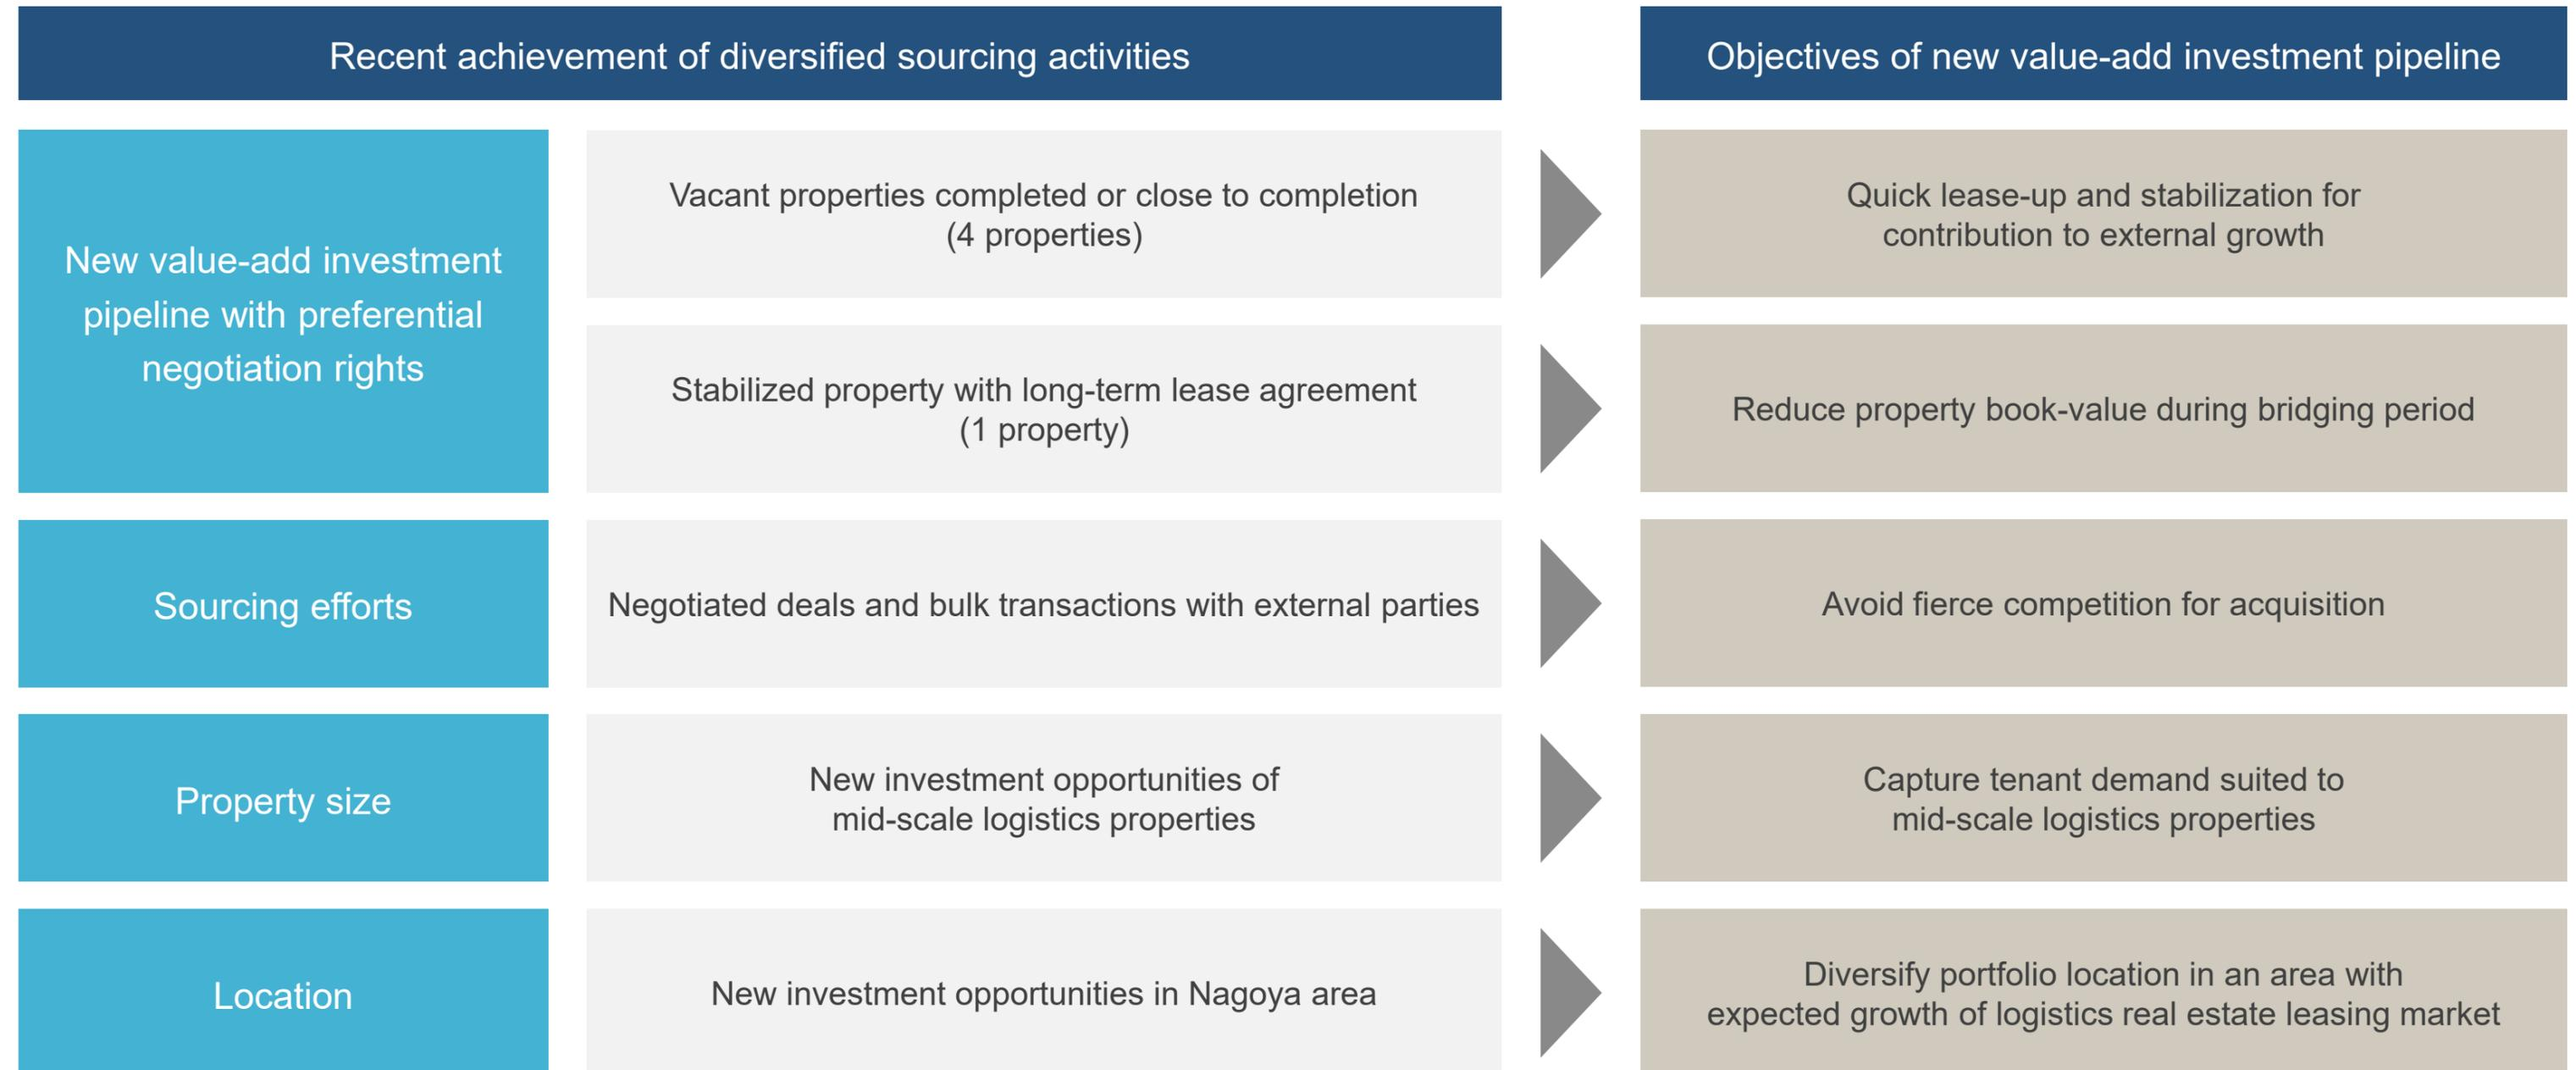 Recent achievement of diversified sourcing activities
Objectives of new value-add investment pipeline
New value-add investment
pipeline with preferential
negotiation rights
Vacant properties completed or close to completion
(4 properties)
Quick lease-up and stabilization for
contribution to external growth
Stabilized property with long-term lease agreement
(1 property)
Reduce property book-value during bridging period
Sourcing efforts
Negotiated deals and bulk transactions with external parties
Avoid fierce competition for acquisition
Property size
New investment opportunities of
mid-scale logistics properties
Capture tenant demand suited to
mid-scale logistics properties
Location
New investment opportunities in Nagoya area
Diversify portfolio location in an area with
expected growth of logistics real estate leasing market